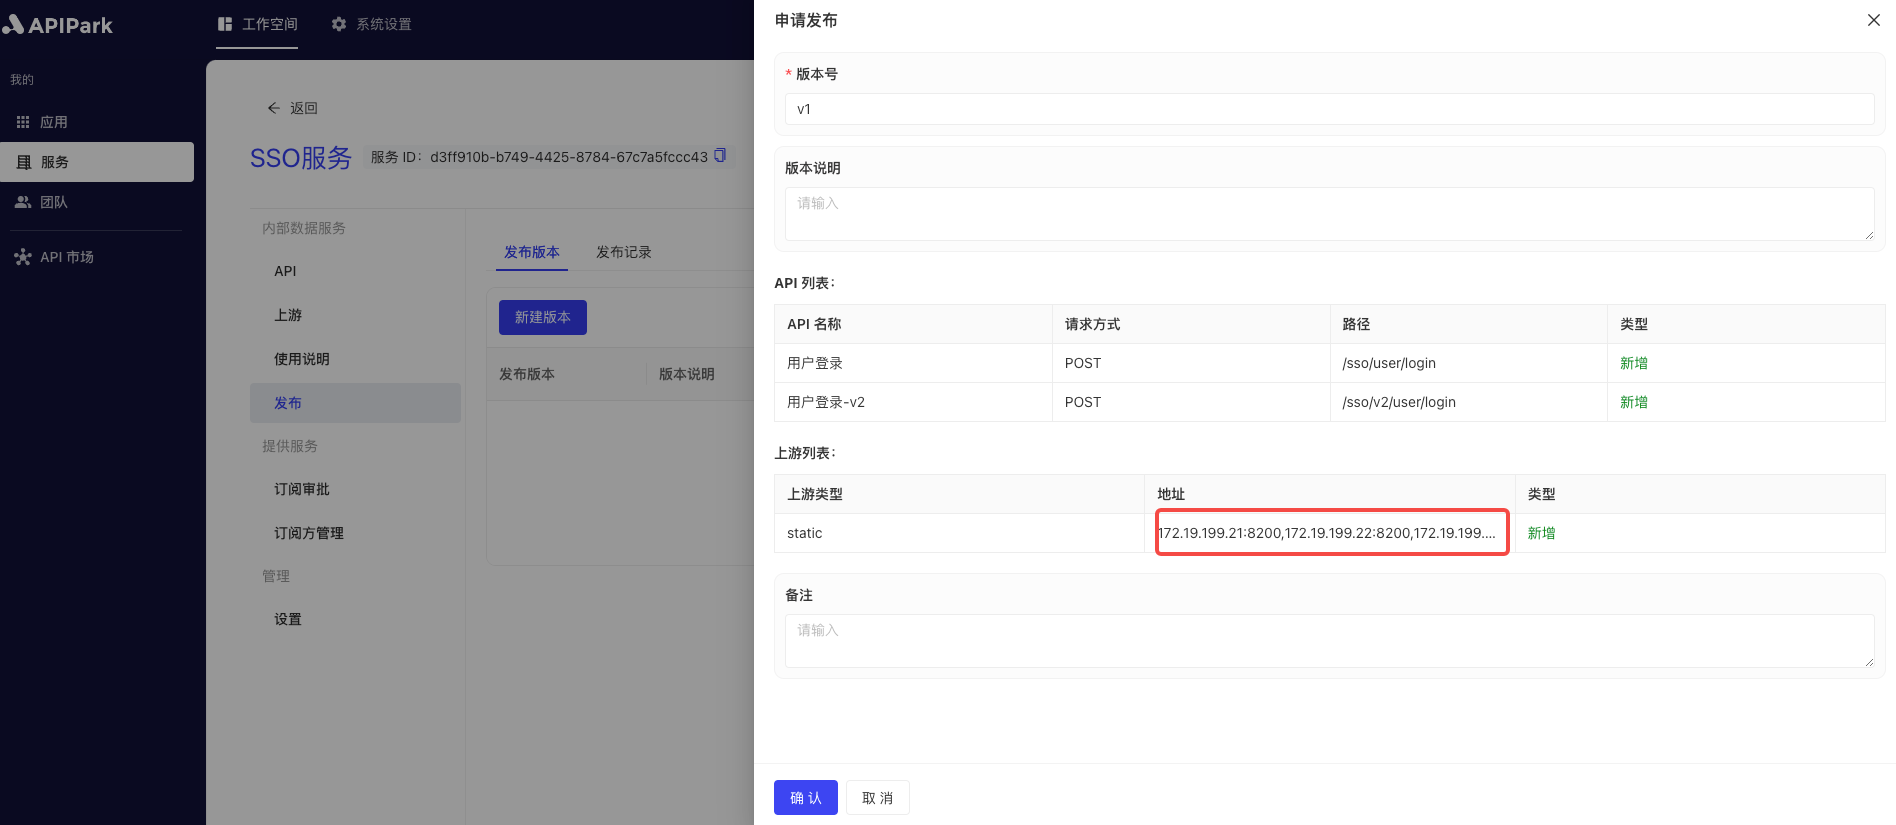 APIPark
工作空间
系统设置
我的
应用
服务
团队
API 市场
返回
SSO服务
服务 ID： d3ff910b-b749-4425-8784-67c7a5fccc43
内部数据服务
API
上游
使用说明
发布
提供服务
订阅审批
订阅方管理
管理
设置
发布版本
发布记录
新建版本
发布版本
版本说明
申请发布
* 版本号
v1
版本说明
请输入
API 列表:
API 名称
请求方式
路径
类型
用户登录
POST
/sso/user/login
新增
用户登录-v2
POST
/sso/v2/user/login
新增
上游列表:
上游类型
地址
类型
static
172.19.199.21:8200,172.19.199.22:8200,172.19.199....
新增
备注
请输入
确 认
取 消